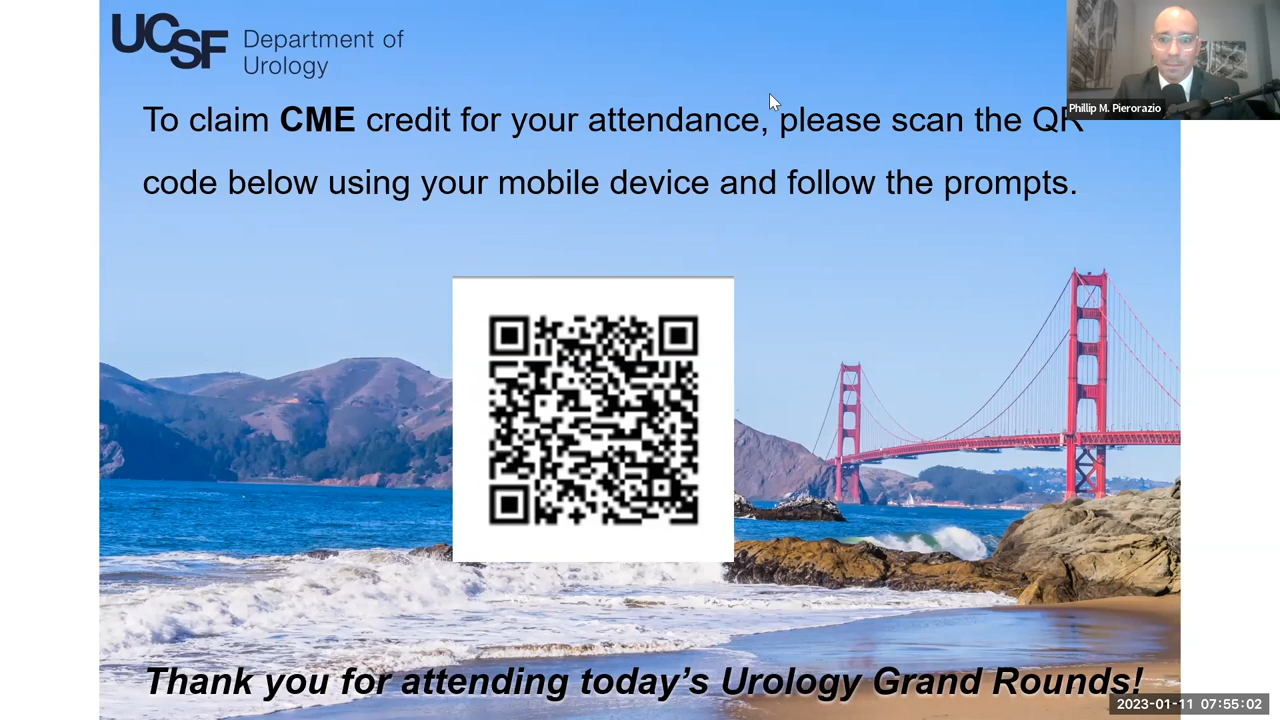 UCSF Department of
Urology
Phillip M. Pierorazio
To claim CME credit for your attendance, please scan the QR
code below using your mobile device and follow the prompts.
Thank you for attending today’s Urology Grand Rounds!
2023-01-11 07:55:02